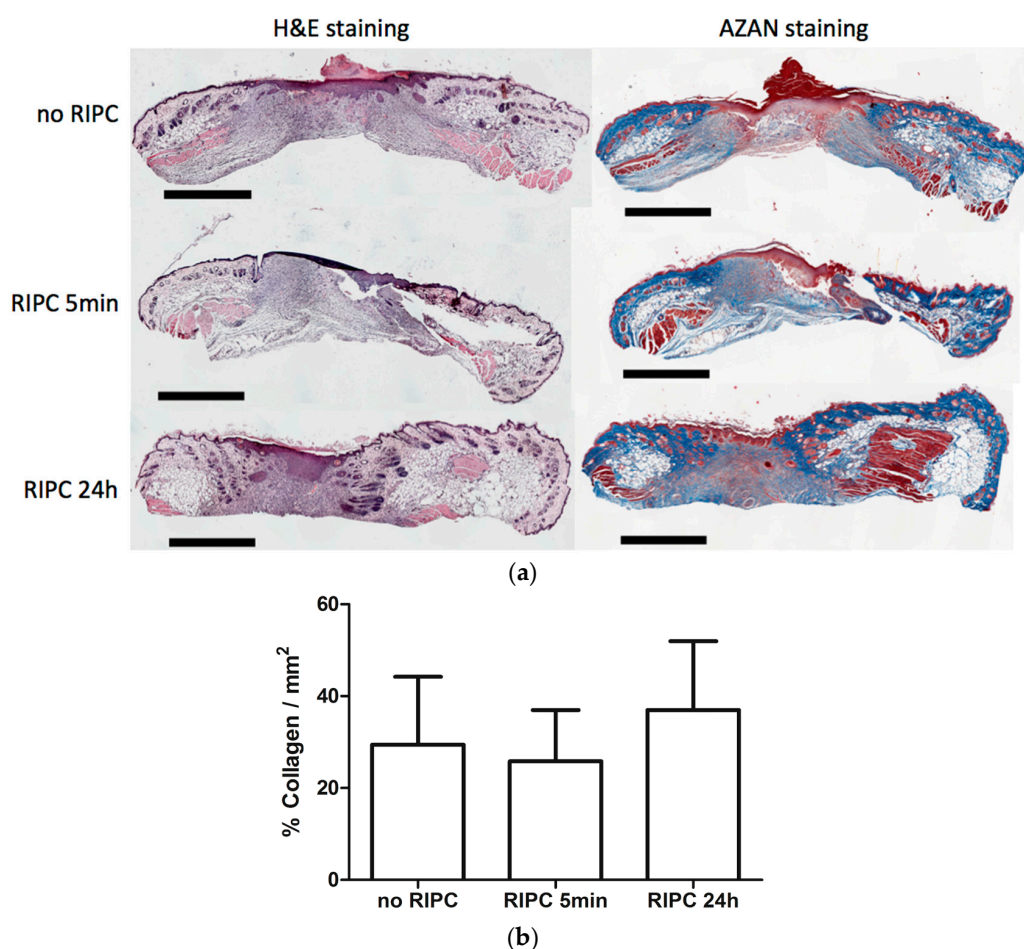 H&E staining
AZAN staining
no RIPC
RIPC 5min
RIPC 24h
(a)
60
40
20
0
% Collagen / mm²
no RIPC
RIPC 5min
RIPC 24h
(b)